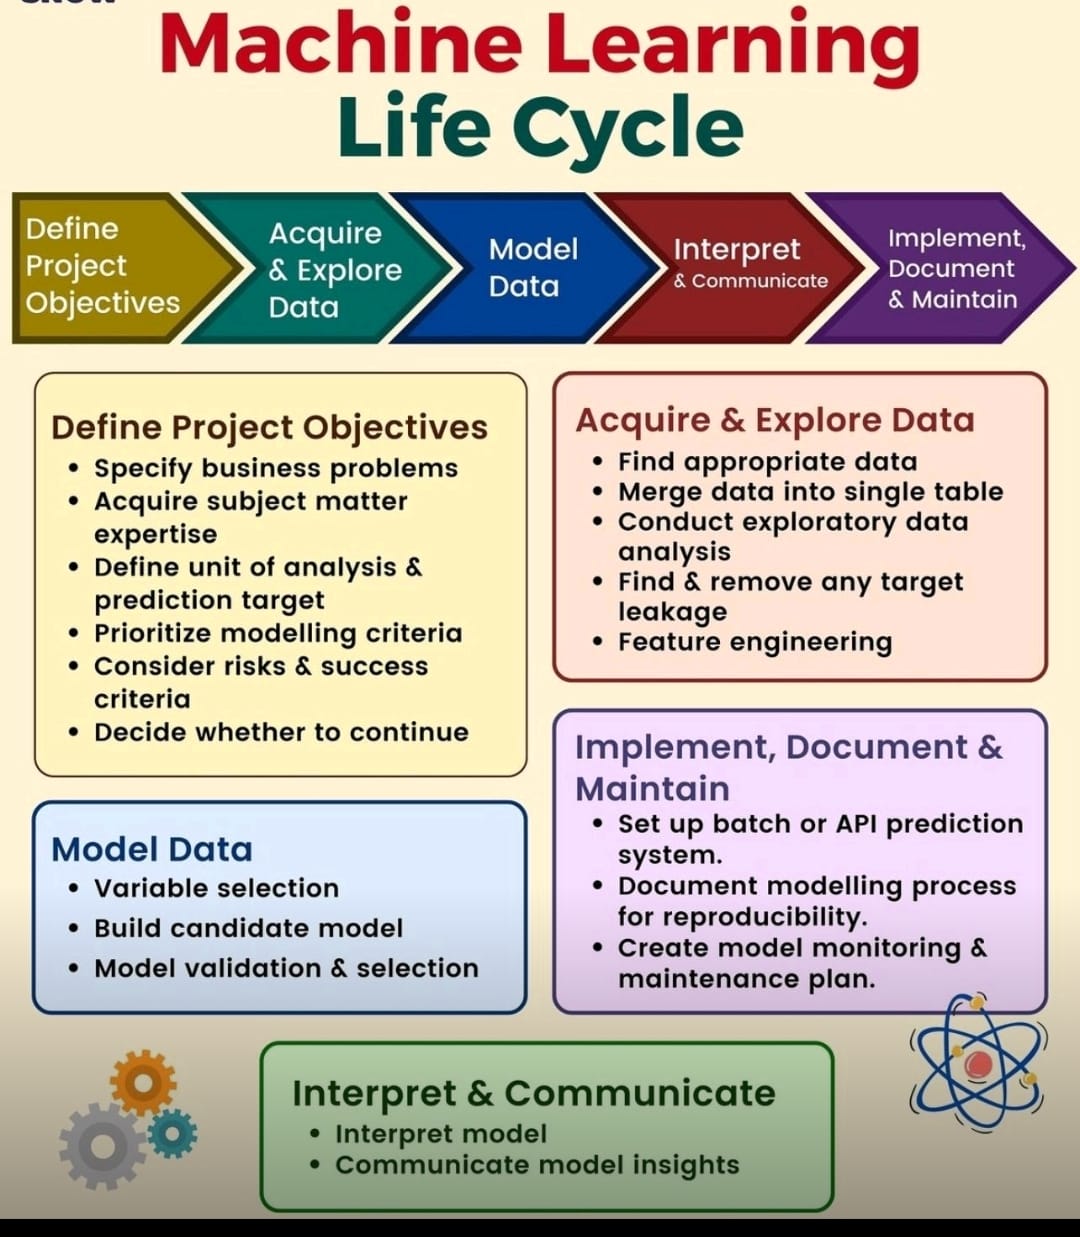 Machine Learning
Life Cycle
Define
Project
Objectives
Acquire
& Explore
Data
Model
Data
Interpret
& Communicate
Implement,
Document
& Maintain
Define Project Objectives
• Specify business problems
• Acquire subject matter
expertise
• Define unit of analysis &
prediction target
• Prioritize modelling criteria
• Consider risks & success
criteria
• Decide whether to continue
Acquire & Explore Data
• Find appropriate data
• Merge data into single table
• Conduct exploratory data
analysis
• Find & remove any target
leakage
• Feature engineering
Model Data
• Variable selection
• Build candidate model
• Model validation & selection
Implement, Document &
Maintain
• Set up batch or API prediction
system.
• Document modelling process
for reproducibility.
• Create model monitoring &
maintenance plan.
Interpret & Communicate
• Interpret model
• Communicate model insights